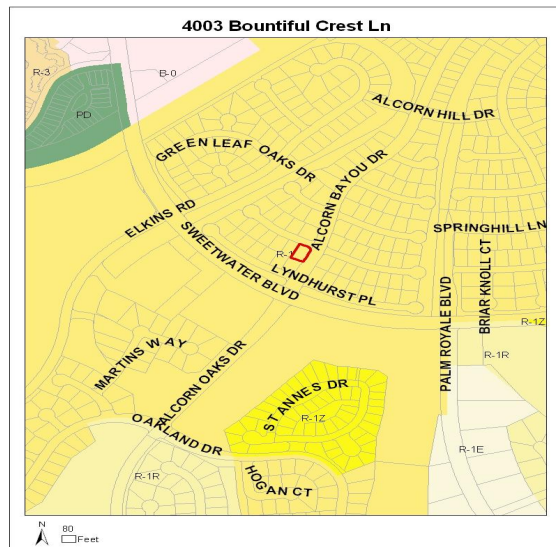 4003 Bountiful Crest Ln
R-3
B-0
PD
ALCORN HILL DR
GREEN LEAF OAKS DR
ALCORN BAYOU DR
ELKINS RD
SPRINGHILL LN
SWEETWATER BLVD
R-1
LYNDHURST PL
PALM ROYALE BLVD
BRIAR KNOLL CT
R-1Z
R-1R
MARTINS WAY
ALCORN OAKS DR
ST ANNES DR
R-1Z
OAKLAND DR
R-1E
R-1R
HOGAN CT
N
80
Feet